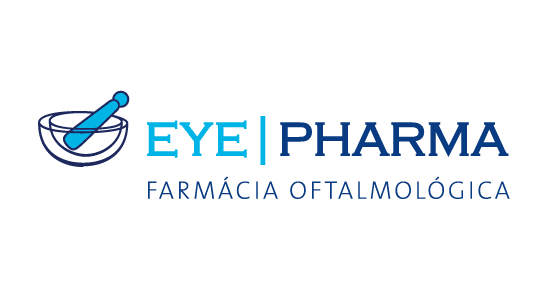 EYE | PHARMA
FARMÁCIA OFTALMOLÓGICA